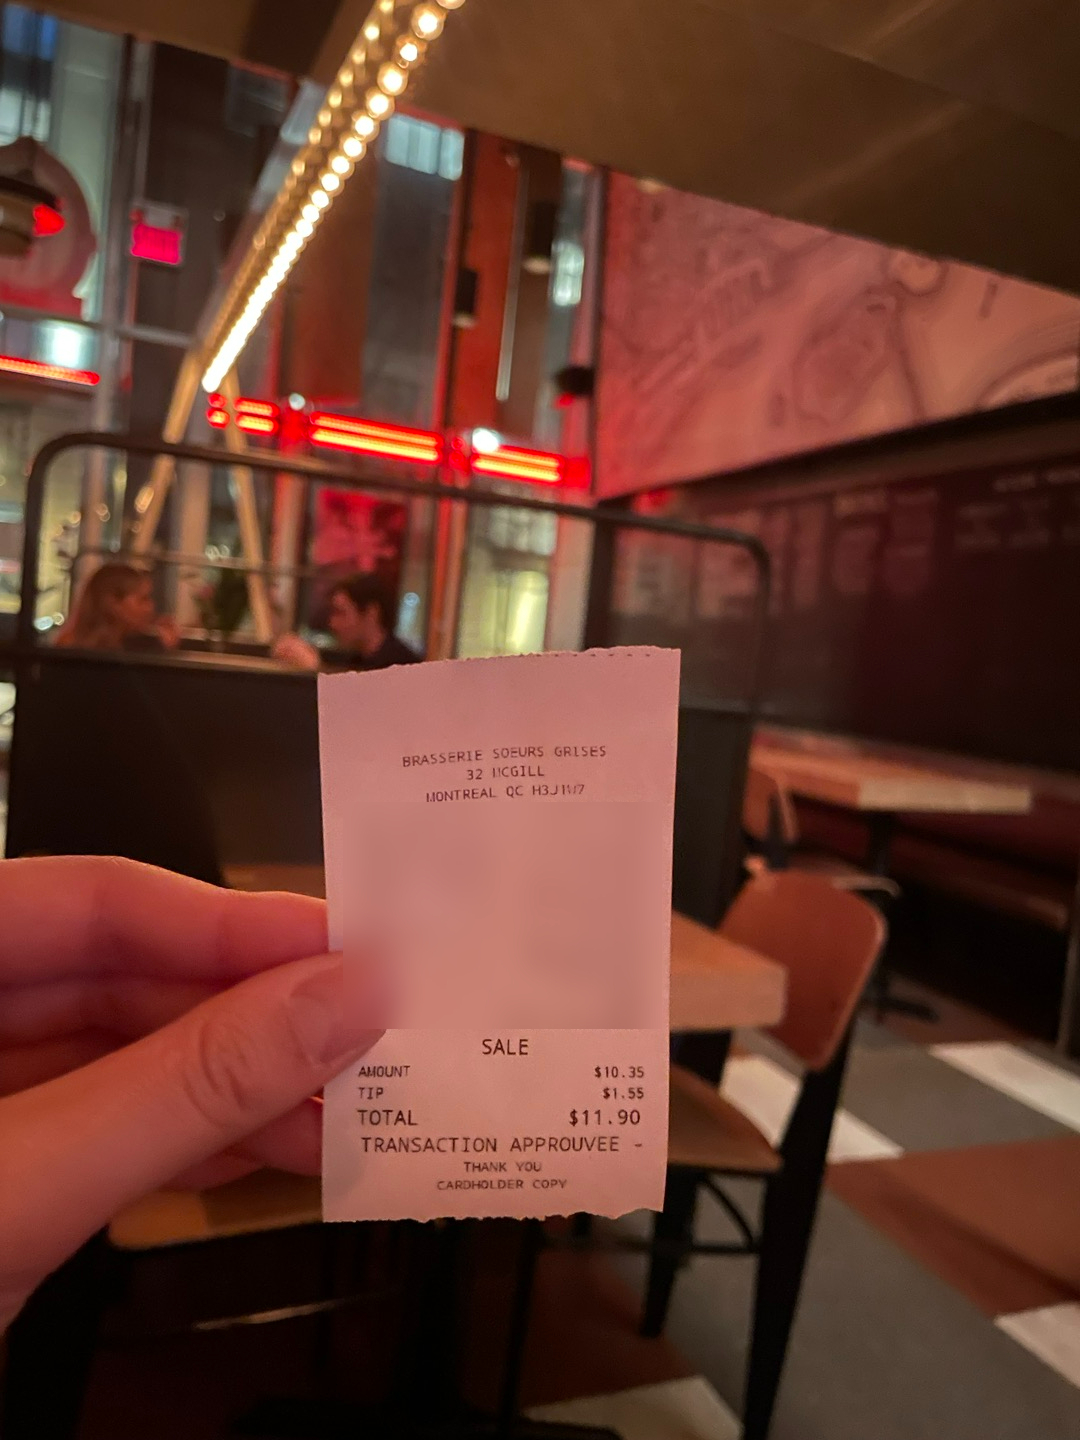 BRASSERIE SOEURS GRISES
32 MCGILL
MONTREAL QC H3J1W7
SALE
AMOUNT $10.35
TIP $1.55
TOTAL $11.90
TRANSACTION APPROUVEE -
THANK YOU
CARDHOLDER COPY